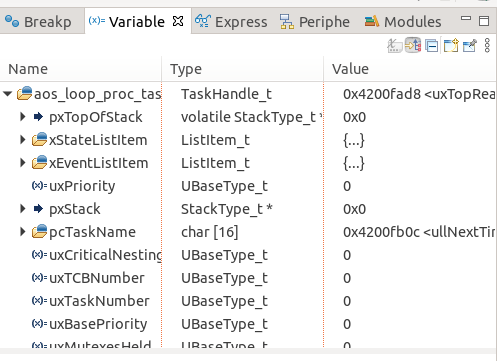 Breakp (x)= Variable Express Periphe Modules
Name Type Value
aos_loop_proc_tas TaskHandle_t 0x4200fad8 <uxTopRea
pxTopOfStack volatile StackType_t * 0x0
xStateListItem ListItem_t {...}
xEventListItem ListItem_t {...}
(x)= uxPriority UBaseType_t 0
pxStack StackType_t * 0x0
pcTaskName char [16] 0x4200fb0c <ullNextTir
(x)= uxCriticalNesting UBaseType_t 0
(x)= uxTCBNumber UBaseType_t 0
(x)= uxTaskNumber UBaseType_t 0
(x)= uxBasePriority UBaseType_t 0
(x)= uxMutexesHeld UBaseType_t 0